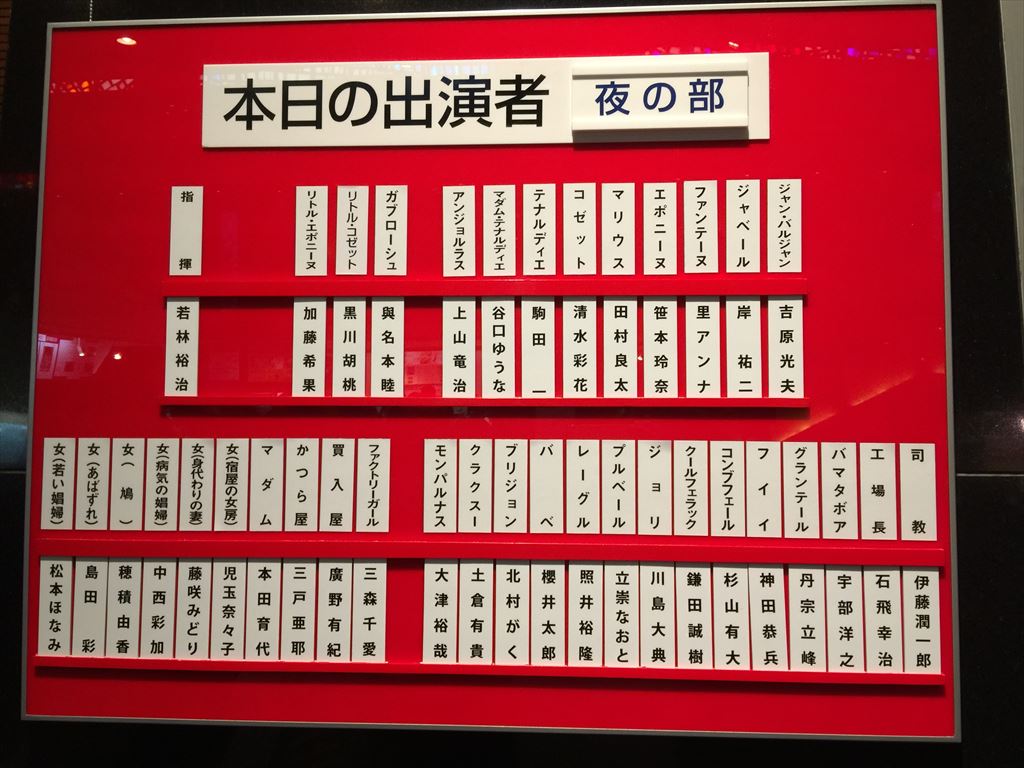 本日の出演者 夜の部
ジャン・バルジャン
吉原光夫
ジャベール
岸祐二
ファンテーヌ
里アンナ
エポニーヌ
笹本玲奈
マリウス
田村良太
コゼット
清水彩花
テナルディエ
駒田一
マダム・テナルディエ
谷口ゆうな
アンジョルラス
上山竜治
ガブローシュ
與名本睦
リトル・コゼット
黒川胡桃
リトル・エポニーヌ
加藤希果
指揮
若林裕治
司教
伊藤潤一郎
工場長
石飛幸治
バマタボア
宇部洋之
グランテール
丹宗立峰
フイイ
神田恭兵
コンブフェール
杉山有大
クールフェラック
鎌田誠樹
ジョリ
川島大典
プルベール
立崇なおと
レーグル
照井裕隆
ババ
櫻井太郎
ブリジョン
北村がく
クラクスー
土倉有貴
モンパルナス
大津裕哉
ファクトリーガール
三森千愛
買入屋
廣野有紀
かつら屋
三戸亜耶
マダム
本田育代
女(宿屋の女房)
児玉奈々子
女(身代わりの妻)
藤咲みどり
女(病気の娼婦)
中西彩加
女(鳩)
穂積由香
女(あばずれ)
島田彩
女(若い娼婦)
松本ほなみ